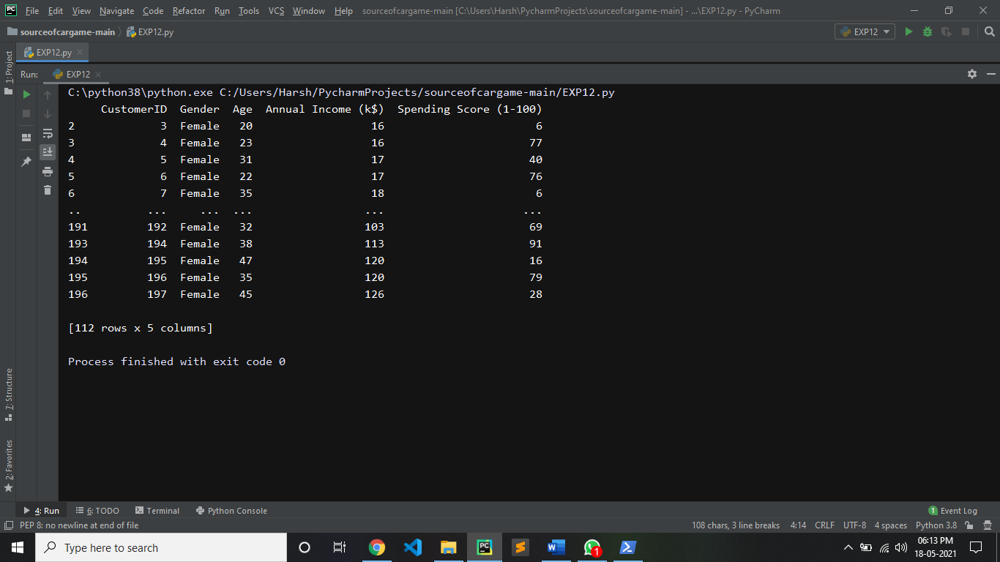 PC File Edit View Navigate Code Refactor Run Tools VCS Window Help sourceofcargame-main [C:\Users\Harsh\PycharmProjects\sourceofcargame-main] - ...\EXP12.py - PyCharm
sourceofcargame-main EXP12.py EXP12
1: Project
EXP12.py
Run: EXP12
C:\python38\python.exe C:/Users/Harsh/PycharmProjects/sourceofcargame-main/EXP12.py
     CustomerID  Gender  Age  Annual Income (k$)  Spending Score (1-100)
2             3  Female   20                  16                       6
3             4  Female   23                  16                      77
4             5  Female   31                  17                      40
5             6  Female   22                  17                      76
6             7  Female   35                  18                       6
..          ...     ...  ...                 ...                     ...
191         192  Female   32                 103                      69
193         194  Female   38                 113                      91
194         195  Female   47                 120                      16
195         196  Female   35                 120                      79
196         197  Female   45                 126                      28
[112 rows x 5 columns]
Process finished with exit code 0
7: Structure
2: Favorites
4: Run 6: TODO Terminal Python Console 1 Event Log
PEP 8: no newline at end of file 108 chars, 3 line breaks 4:14 CRLF UTF-8 4 spaces Python 3.8
Type here to search PC W 1 06:13 PM
18-05-2021